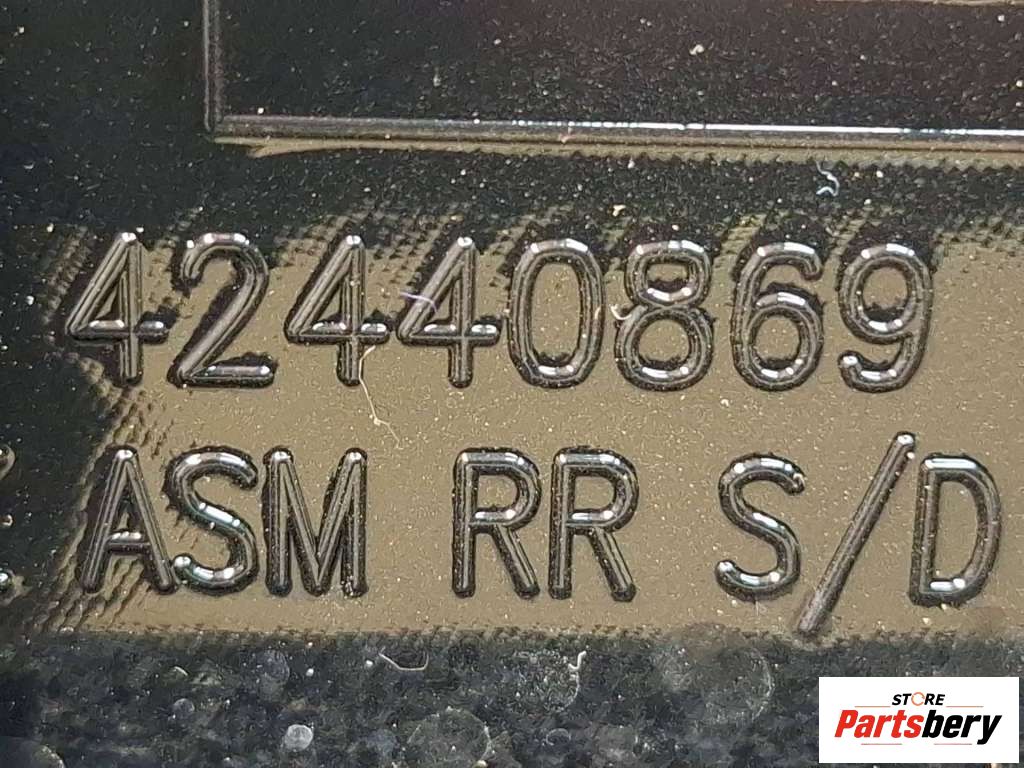 42440869
ASM RR S/D
STORE
Partsbery